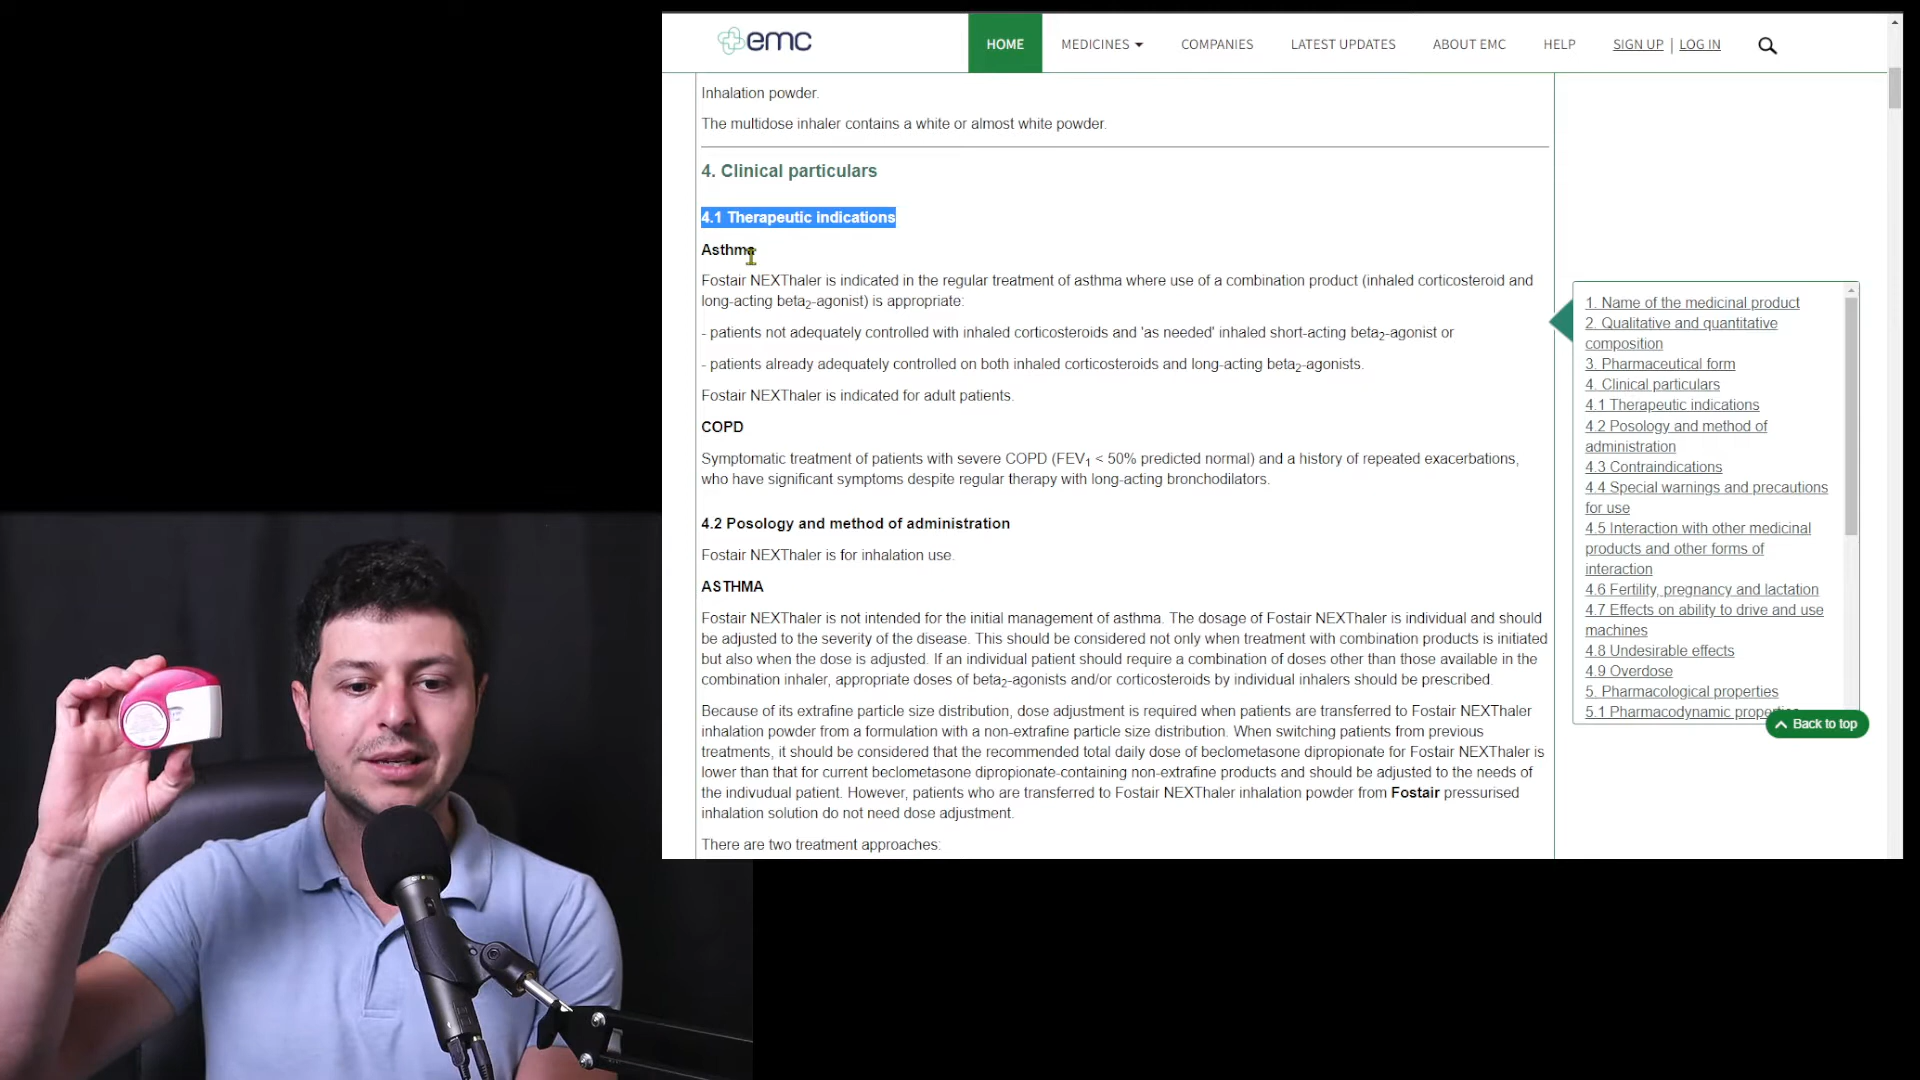 emc
HOME
MEDICINES
COMPANIES
LATEST UPDATES
ABOUT EMC
HELP
SIGN UP | LOG IN
Inhalation powder.
The multidose inhaler contains a white or almost white powder.
4. Clinical particulars
4.1 Therapeutic indications
Asthma
Fostair NEXThaler is indicated in the regular treatment of asthma where use of a combination product (inhaled corticosteroid and
long-acting beta2-agonist) is appropriate:
- patients not adequately controlled with inhaled corticosteroids and 'as needed' inhaled short-acting beta2-agonist or
- patients already adequately controlled on both inhaled corticosteroids and long-acting beta2-agonists.
Fostair NEXThaler is indicated for adult patients.
COPD
Symptomatic treatment of patients with severe COPD (FEV1 < 50% predicted normal) and a history of repeated exacerbations,
who have significant symptoms despite regular therapy with long-acting bronchodilators.
4.2 Posology and method of administration
Fostair NEXThaler is for inhalation use.
ASTHMA
Fostair NEXThaler is not intended for the initial management of asthma. The dosage of Fostair NEXThaler is individual and should
be adjusted to the severity of the disease. This should be considered not only when treatment with combination products is initiated
but also when the dose is adjusted. If an individual patient should require a combination of doses other than those available in the
combination inhaler, appropriate doses of beta2-agonists and/or corticosteroids by individual inhalers should be prescribed.
Because of its extrafine particle size distribution, dose adjustment is required when patients are transferred to Fostair NEXThaler
inhalation powder from a formulation with a non-extrafine particle size distribution. When switching patients from previous
treatments, it should be considered that the recommended total daily dose of beclometasone dipropionate for Fostair NEXThaler is
lower than that for current beclometasone dipropionate-containing non-extrafine products and should be adjusted to the needs of
the indivudual patient. However, patients who are transferred to Fostair NEXThaler inhalation powder from Fostair pressurised
inhalation solution do not need dose adjustment.
There are two treatment approaches:
1. Name of the medicinal product
2. Qualitative and quantitative
composition
3. Pharmaceutical form
4. Clinical particulars
4.1 Therapeutic indications
4.2 Posology and method of
administration
4.3 Contraindications
4.4 Special warnings and precautions
for use
4.5 Interaction with other medicinal
products and other forms of
interaction
4.6 Fertility, pregnancy and lactation
4.7 Effects on ability to drive and use
machines
4.8 Undesirable effects
4.9 Overdose
5. Pharmacological properties
5.1 Pharmacodynamic properties
Back to top